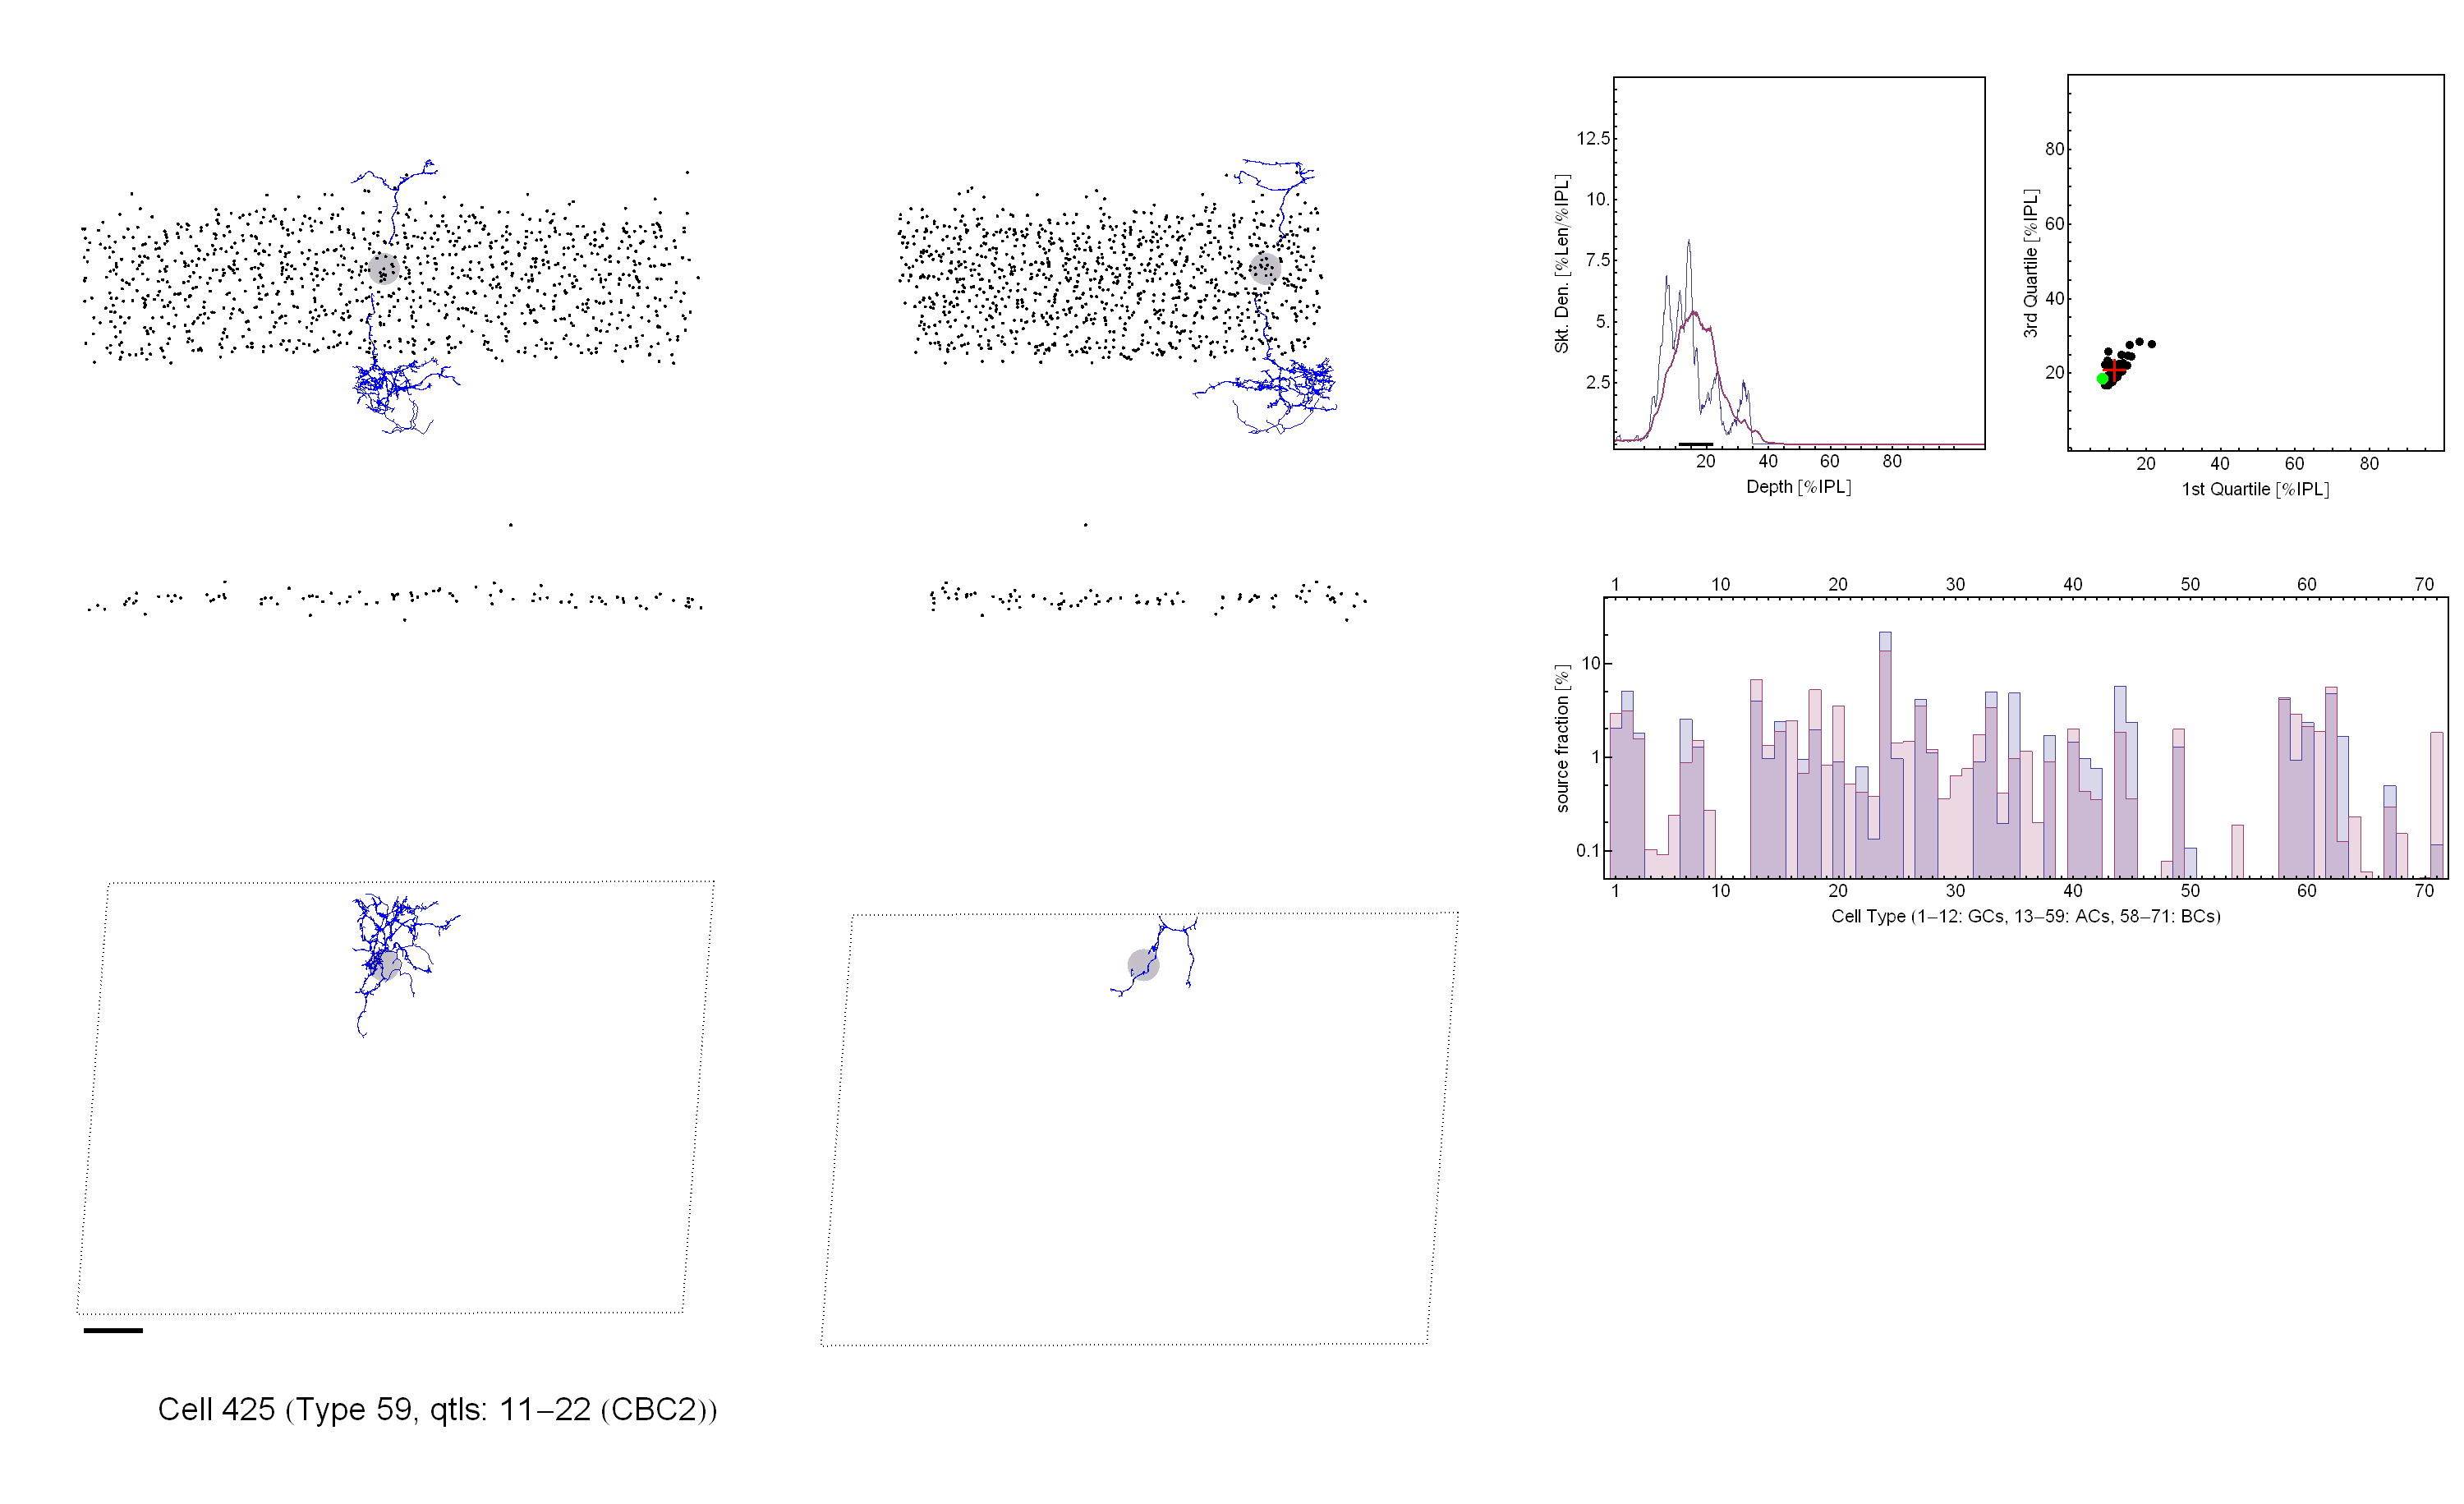 Skt. Den. [%Len/%IPL]
12.5
10.
7.5
5.
2.5
20 40 60 80
Depth [%IPL]
3rd Quartile [%IPL]
80
60
40
20
20 40 60 80
1st Quartile [%IPL]
1 10 20 30 40 50 60 70
source fraction [%]
10
1
0.1
1 10 20 30 40 50 60 70
Cell Type (1–12: GCs, 13–59: ACs, 58–71: BCs)
Cell 425 (Type 59, qtls: 11–22 (CBC2))